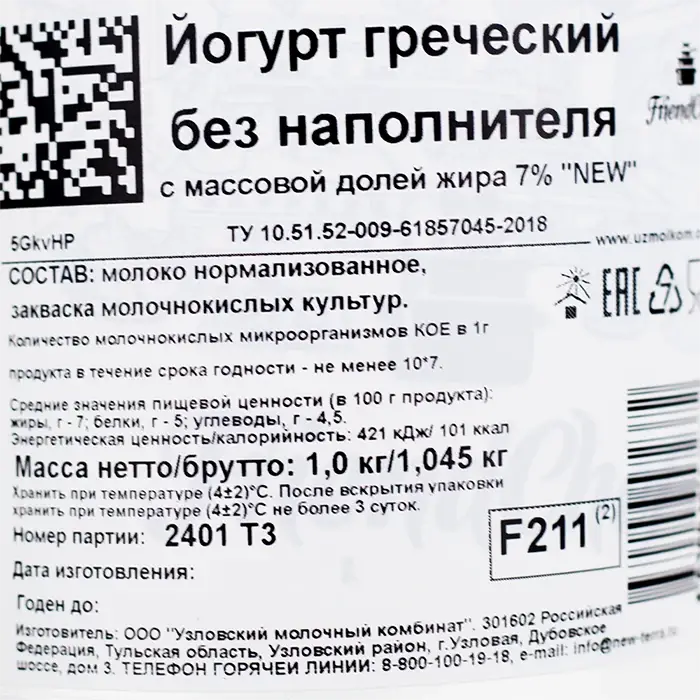 Йогурт греческий
без наполнителя
с массовой долей жира 7% "NEW"
5GkvHP
ТУ 10.51.52-009-61857045-2018
СОСТАВ: молоко нормализованное,
закваска молочнокислых культур.
EAC
Количество молочнокислых микроорганизмов КОЕ в 1г
продукта в течение срока годности - не менее 10*7.
Средние значения пищевой ценности (в 100 г продукта):
жиры, г - 7; белки, г - 5; углеводы, г - 4,5.
Энергетическая ценность/калорийность: 421 кДж/ 101 ккал
Масса нетто/брутто: 1,0 кг/1,045 кг
Хранить при температуре (4±2)°С. После вскрытия упаковки
хранить при температуре (4±2)°С не более 3 суток.
Номер партии: 2401 Т3
F211 (2)
Дата изготовления:
Годен до:
Изготовитель: ООО "Узловский молочный комбинат". 301602 Российская
Федерация, Тульская область, Узловский район, г.Узловая, Дубовское
шоссе, дом 3. ТЕЛЕФОН ГОРЯЧЕЙ ЛИНИИ: 8-800-100-19-18, e-mail: info@new-terra.ru